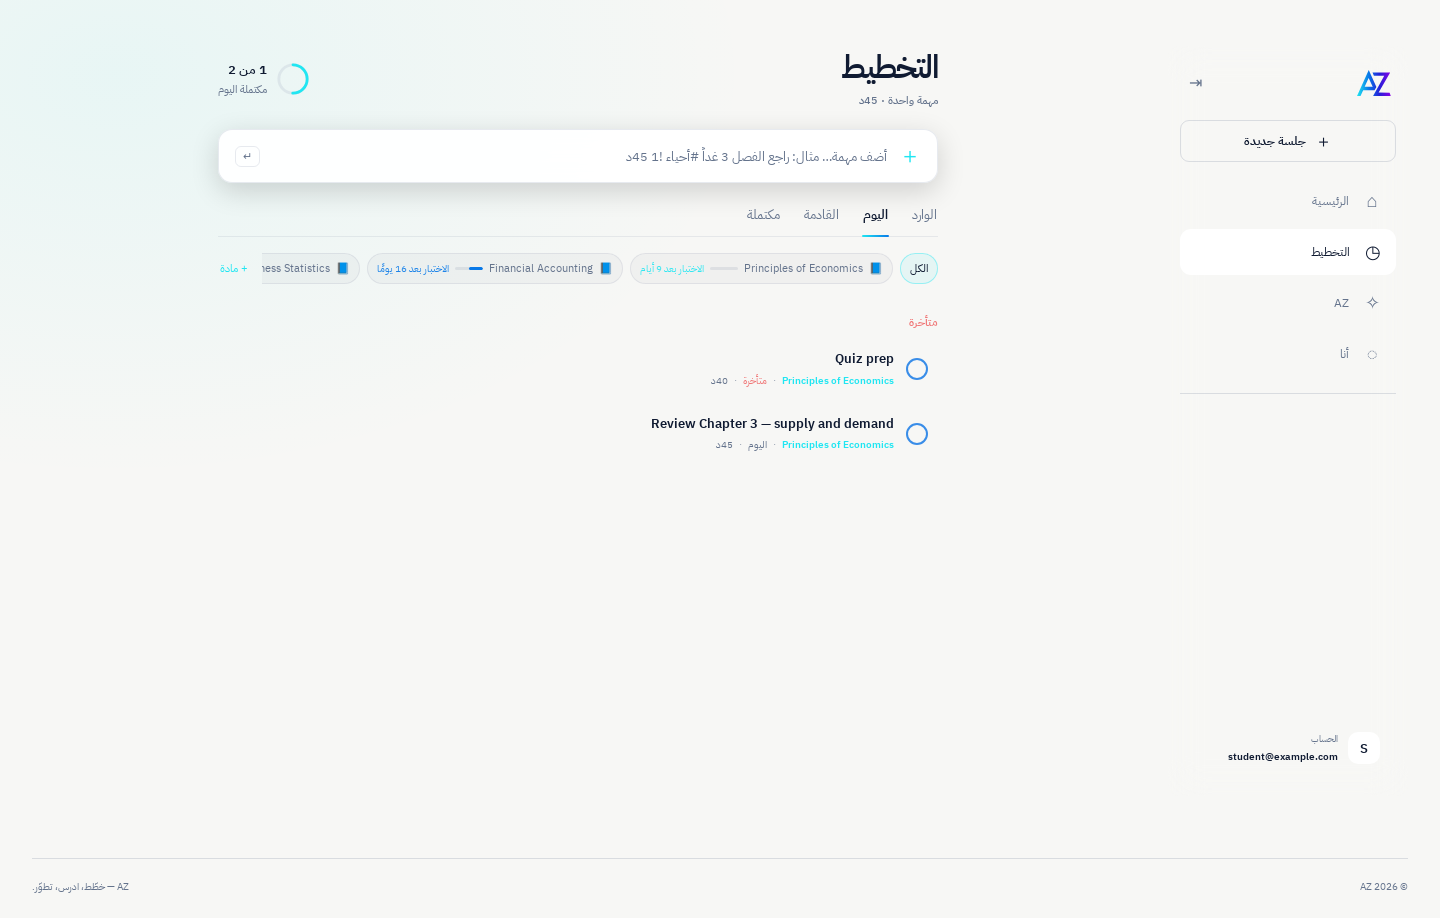 AZ
⇥
+ جلسة جديدة
الرئيسية
التخطيط
AZ
أنا
الحساب
student@example.com
S
التخطيط
مهمة واحدة · 45د
1 من 2
مكتملة اليوم
+ أضف مهمة... مثال: راجع الفصل 3 غداً #أحياء !1 45د ↵
الوارد اليوم القادمة مكتملة
الكل Principles of Economics الاختبار بعد 9 أيام Financial Accounting الاختبار بعد 16 يومًا Statistics + مادة
متأخرة
Quiz prep
Principles of Economics · متأخرة · 40د
Review Chapter 3 — supply and demand
Principles of Economics · اليوم · 45د
© 2026 AZ
AZ — خطّط، ادرس، تطوّر.